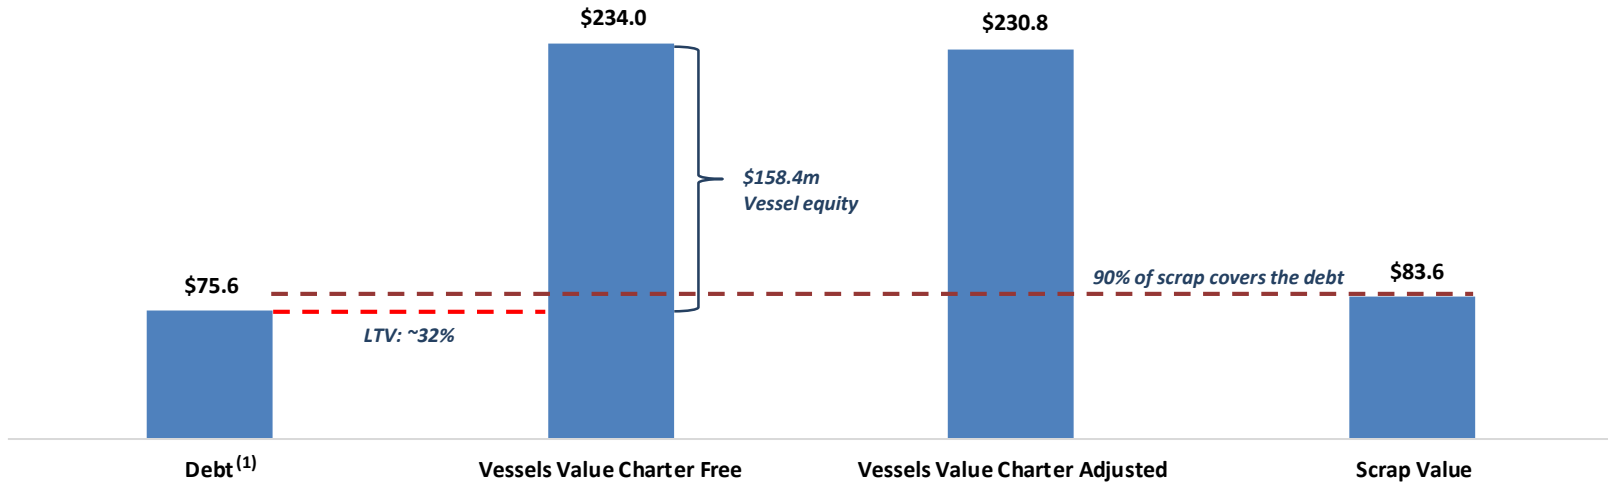 $234.0
$230.8
$158.4m
Vessel equity
90% of scrap covers the debt
$83.6
$75.6
LTV: ~32%
Debt(1)
Vessels Value Charter Free
Vessels Value Charter Adjusted
Scrap Value